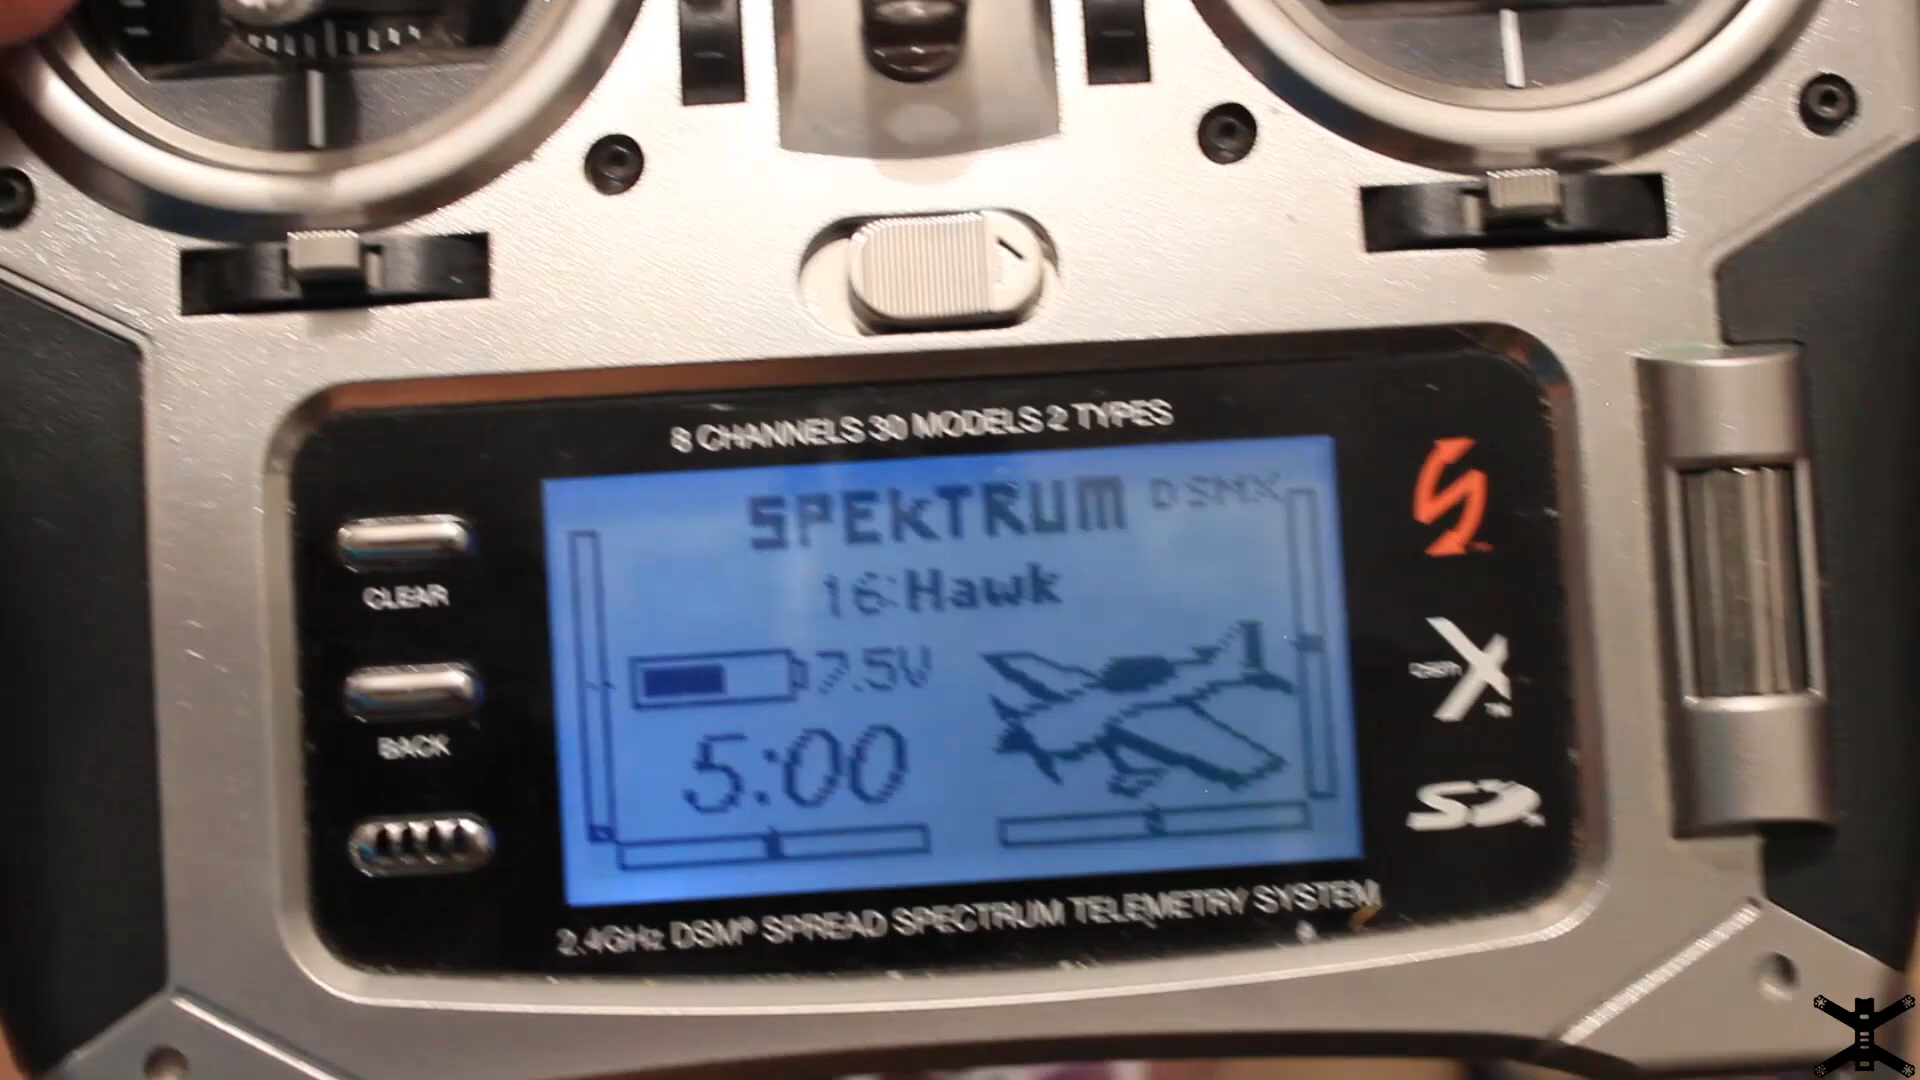 8 CHANNELS 30 MODELS 2 TYPES
SPEKTRUM DSMX
16:Hawk
7.5V
5:00
CLEAR
BACK
X
SD
2.4GHz DSM® SPREAD SPECTRUM TELEMETRY SYSTEM